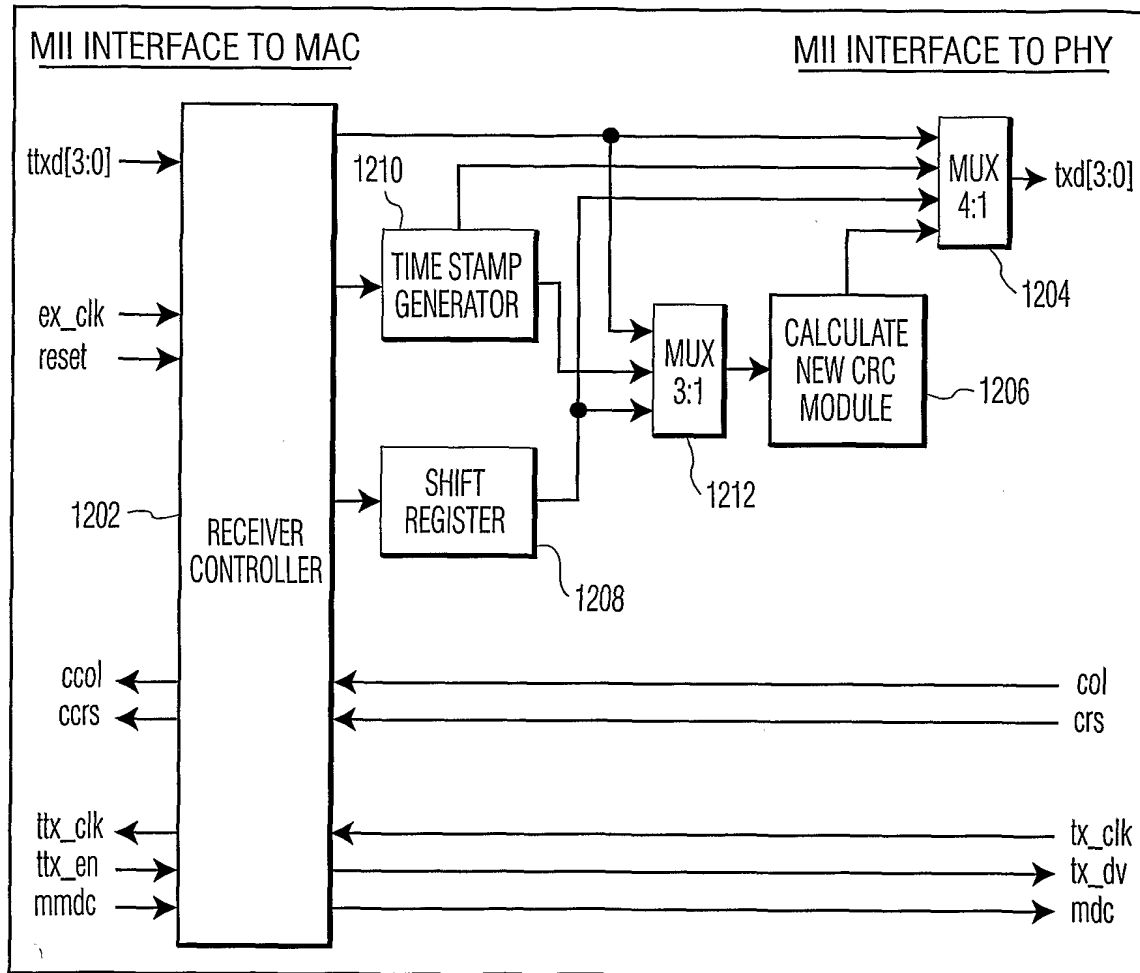 MII INTERFACE TO MAC
MII INTERFACE TO PHY
ttxd[3:0]
ex_clk
reset
1202
RECEIVER
CONTROLLER
1210
TIME STAMP
GENERATOR
SHIFT
REGISTER
1208
MUX
3:1
1212
CALCULATE
NEW CRC
MODULE
1206
MUX
4:1
1204
txd[3:0]
ccol
ccrs
ttx_clk
ttx_en
mmdc
col
crs
tx_clk
tx_dv
mdc